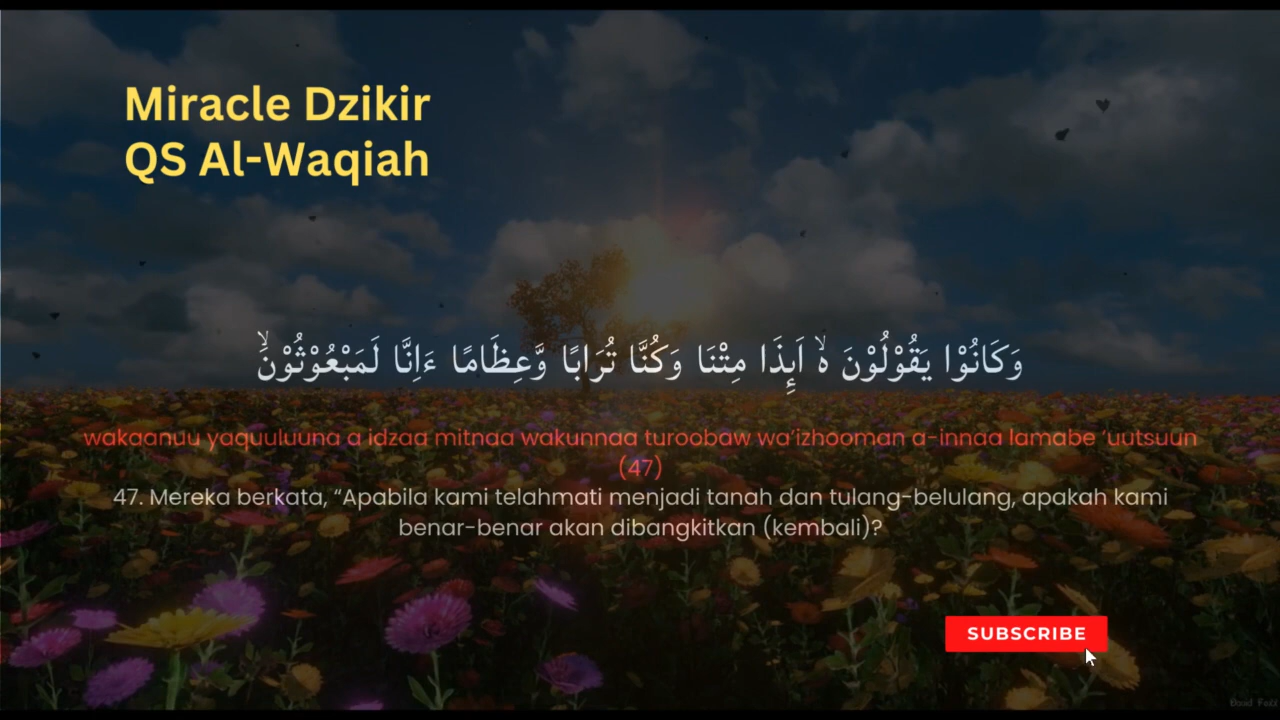 Miracle Dzikir
QS Al-Waqiah
وَكَانُوْا يَقُوْلُوْنَ ەۙ اَىِٕذَا مِتْنَا وَكُنَّا تُرَابًا وَّعِظَامًا ءَاِنَّا لَمَبْعُوْثُوْنَۙ
wakaanuu yaquuluuna a idzaa mitnaa wakunnaa turoobaw wa’izhooman a-innaa lamabe ‘uutsuun
(47)
47. Mereka berkata, “Apabila kami telahmati menjadi tanah dan tulang-belulang, apakah kami
benar-benar akan dibangkitkan (kembali)?
SUBSCRIBE